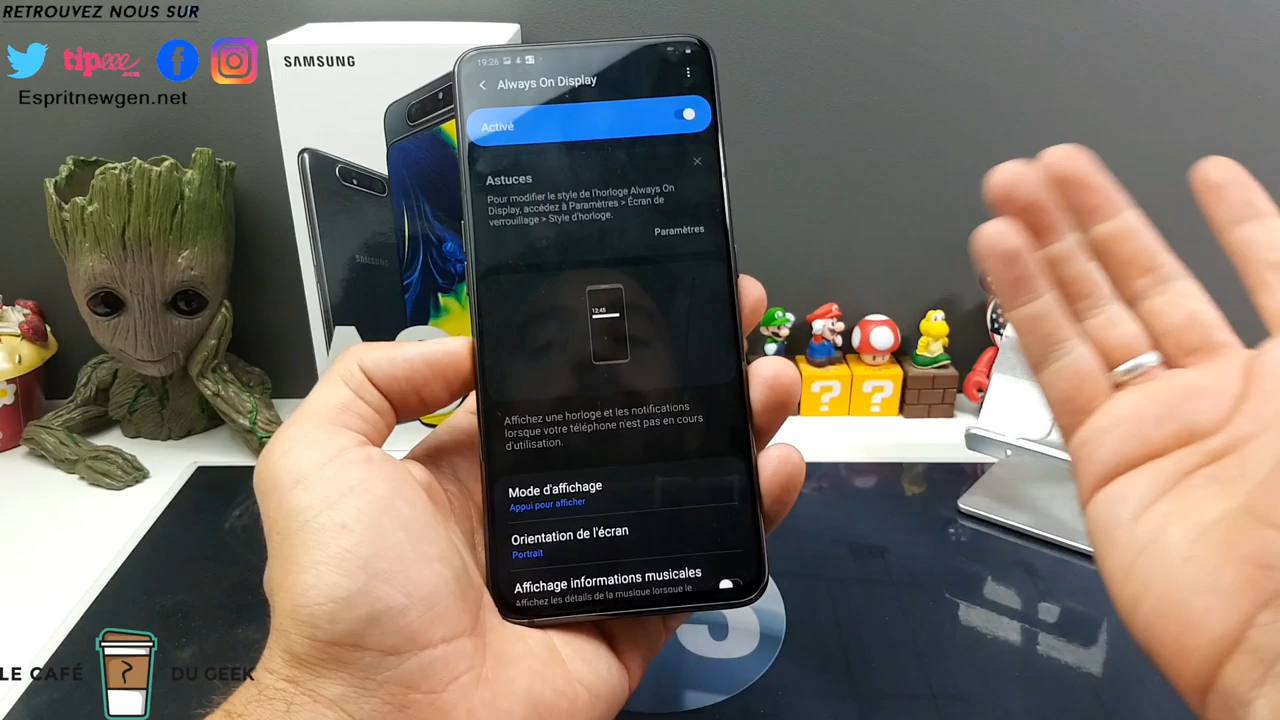 RETROUVEZ NOUS SUR
tipeee
.com
Espritnewgen.net
SAMSUNG
SAMSUNG
19:26
Always On Display
Activé
Astuces
Pour modifier le style de l'horloge Always On
Display, accédez à Paramètres > Écran de
verrouillage > Style d'horloge.
Paramètres
12:45
Affichez une horloge et les notifications
lorsque votre téléphone n'est pas en cours
d'utilisation.
Mode d'affichage
Appui pour afficher
Orientation de l'écran
Portrait
Affichage informations musicales
Affichez les détails de la musique lorsque le
?
?
LE CAFÉ
DU GEEK